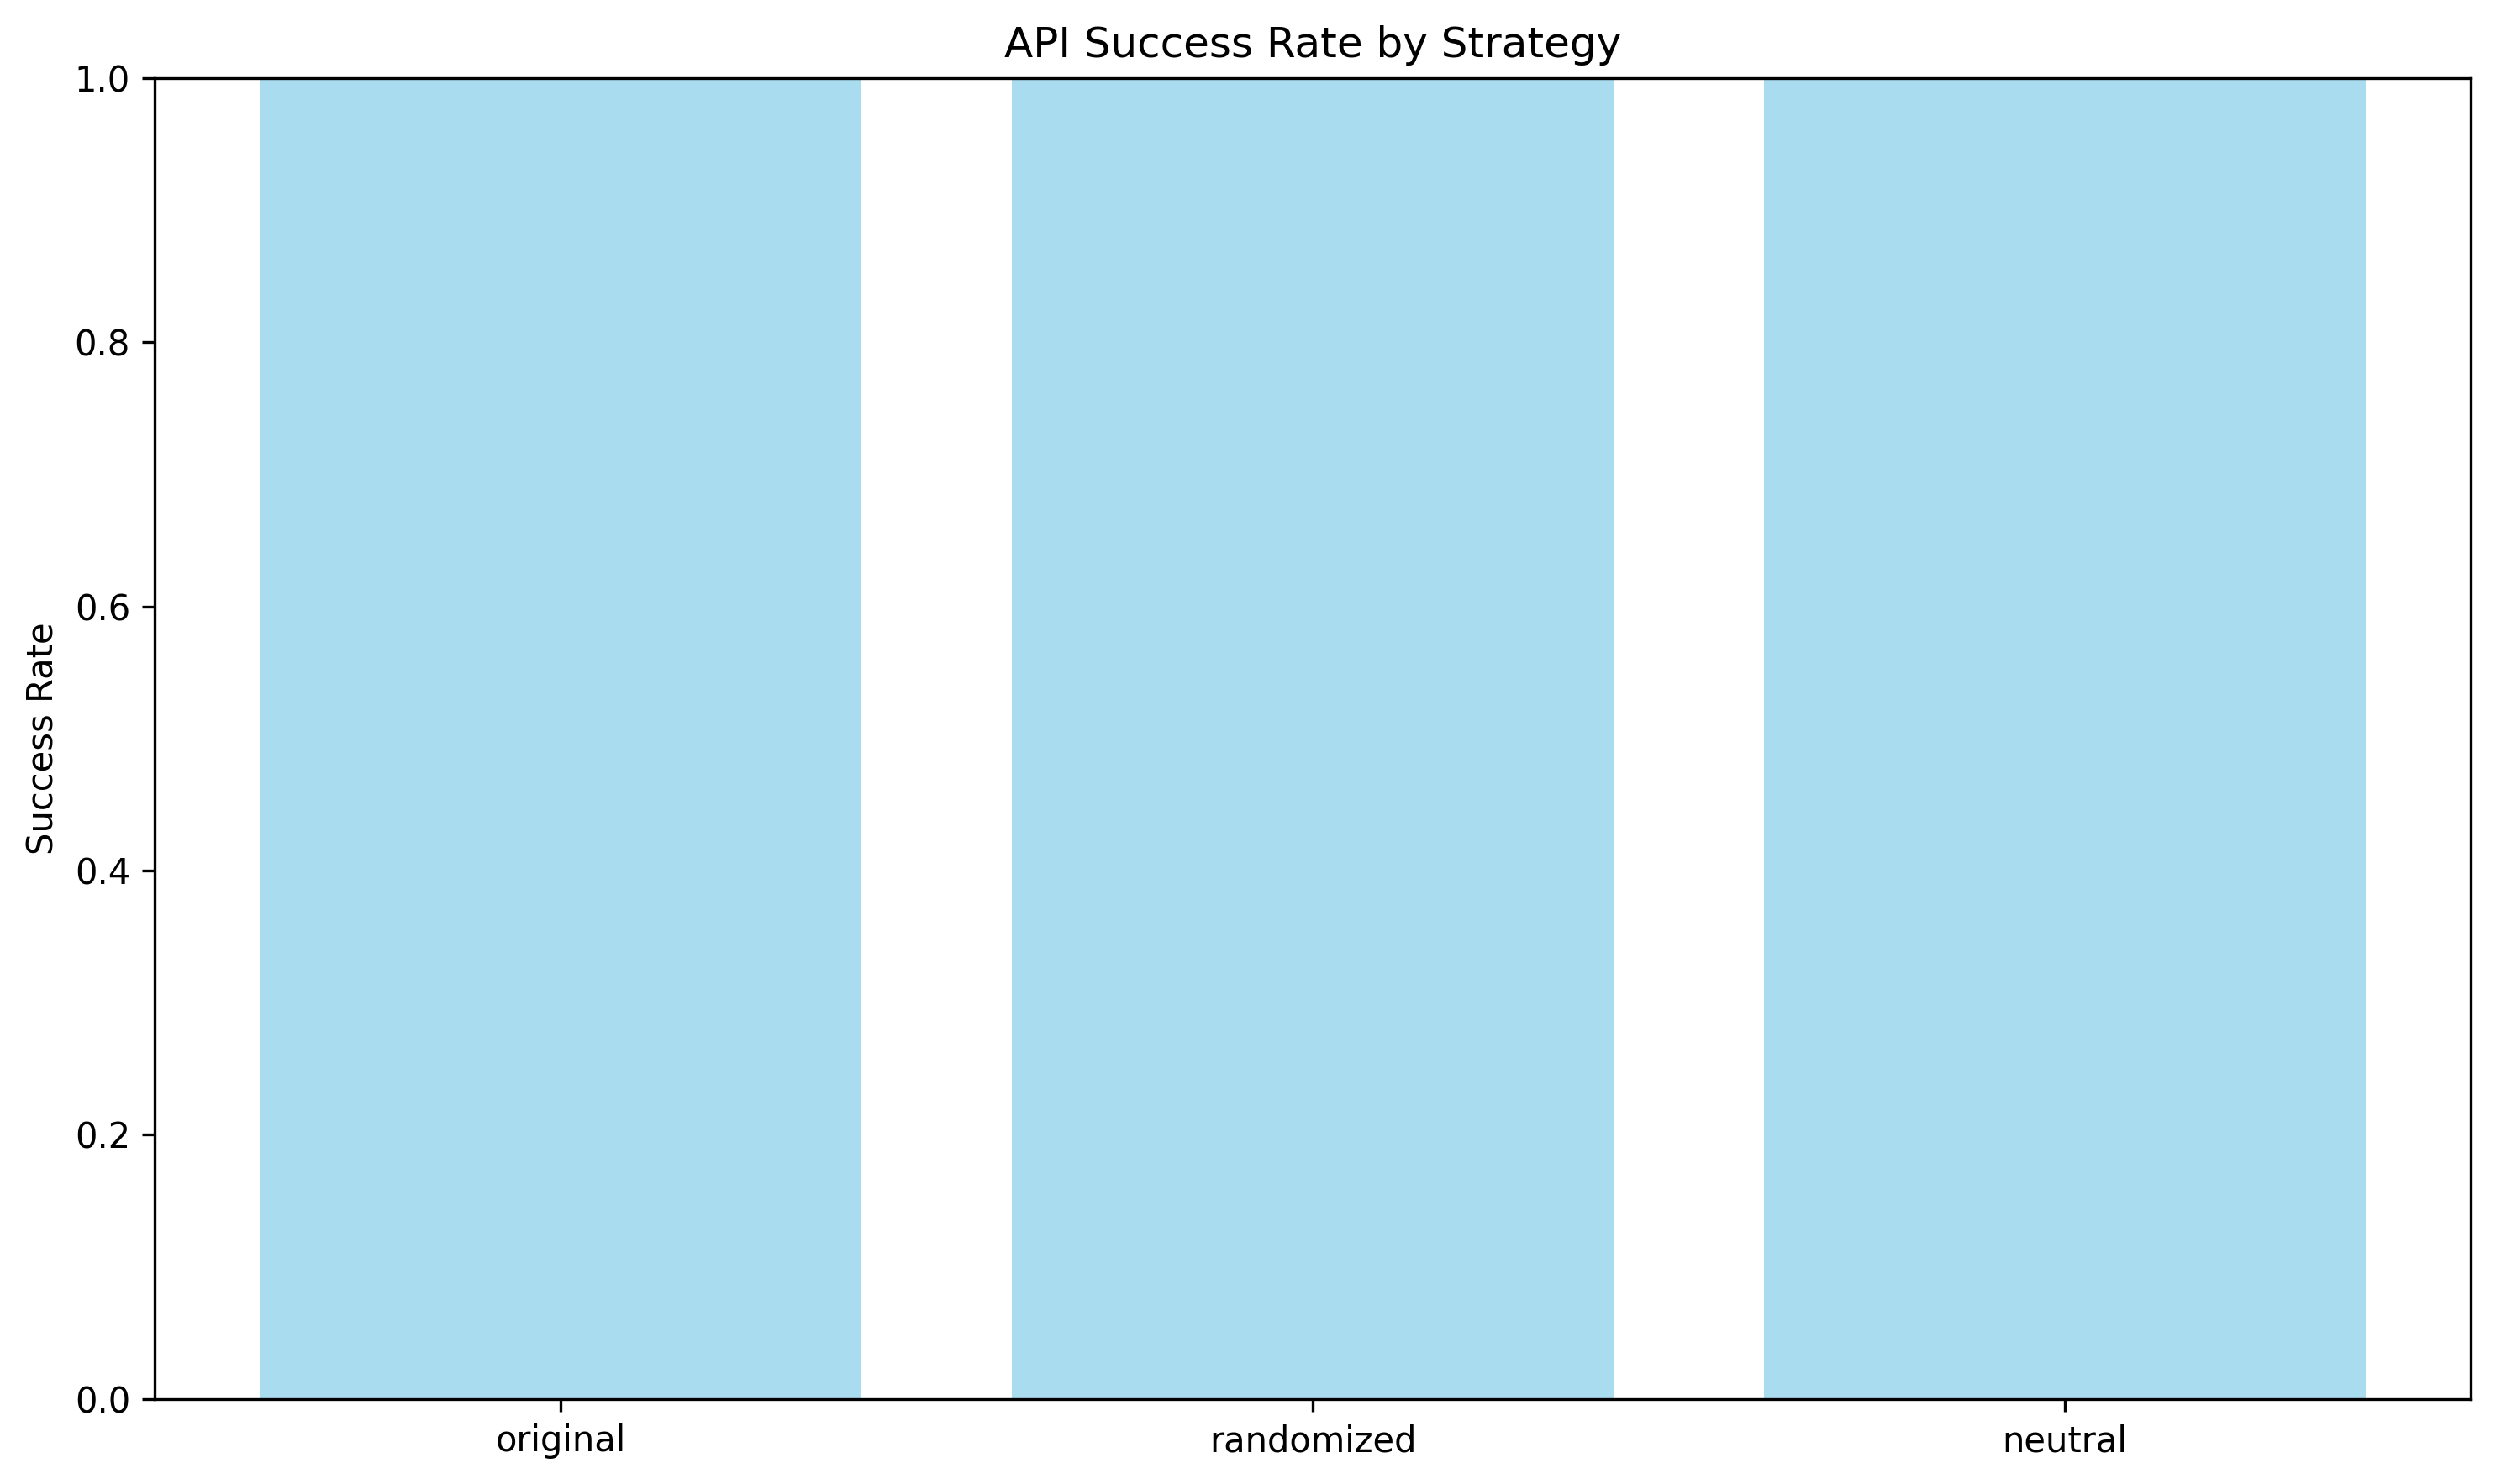 API Success Rate by Strategy
1.0
0.8
0.6
0.4
0.2
0.0
Success Rate
original
randomized
neutral